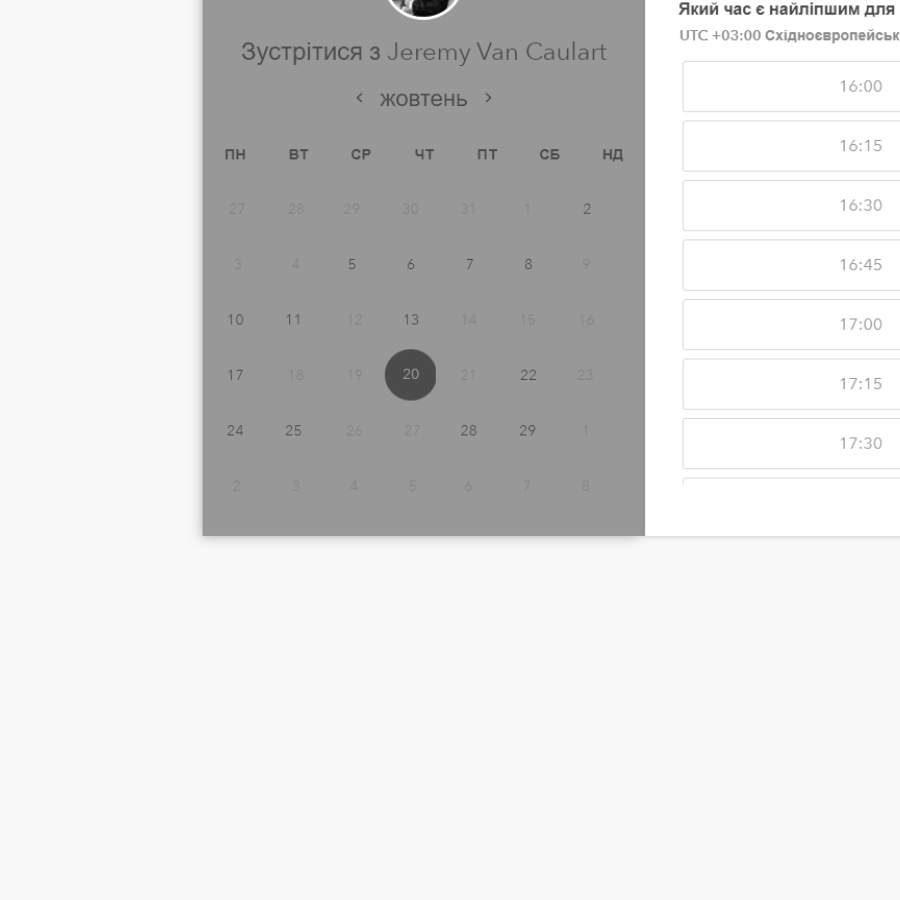 Зустрітися з Jeremy Van Caulart
< жовтень >
ПН ВТ СР ЧТ ПТ СБ НД
27 28 29 30 31 1 2
3 4 5 6 7 8 9
10 11 12 13 14 15 16
17 18 19 20 21 22 23
24 25 26 27 28 29 1
2 3 4 5 6 7 8
Який час є найліпшим для
UTC +03:00 Східноєвропейськ
16:00
16:15
16:30
16:45
17:00
17:15
17:30